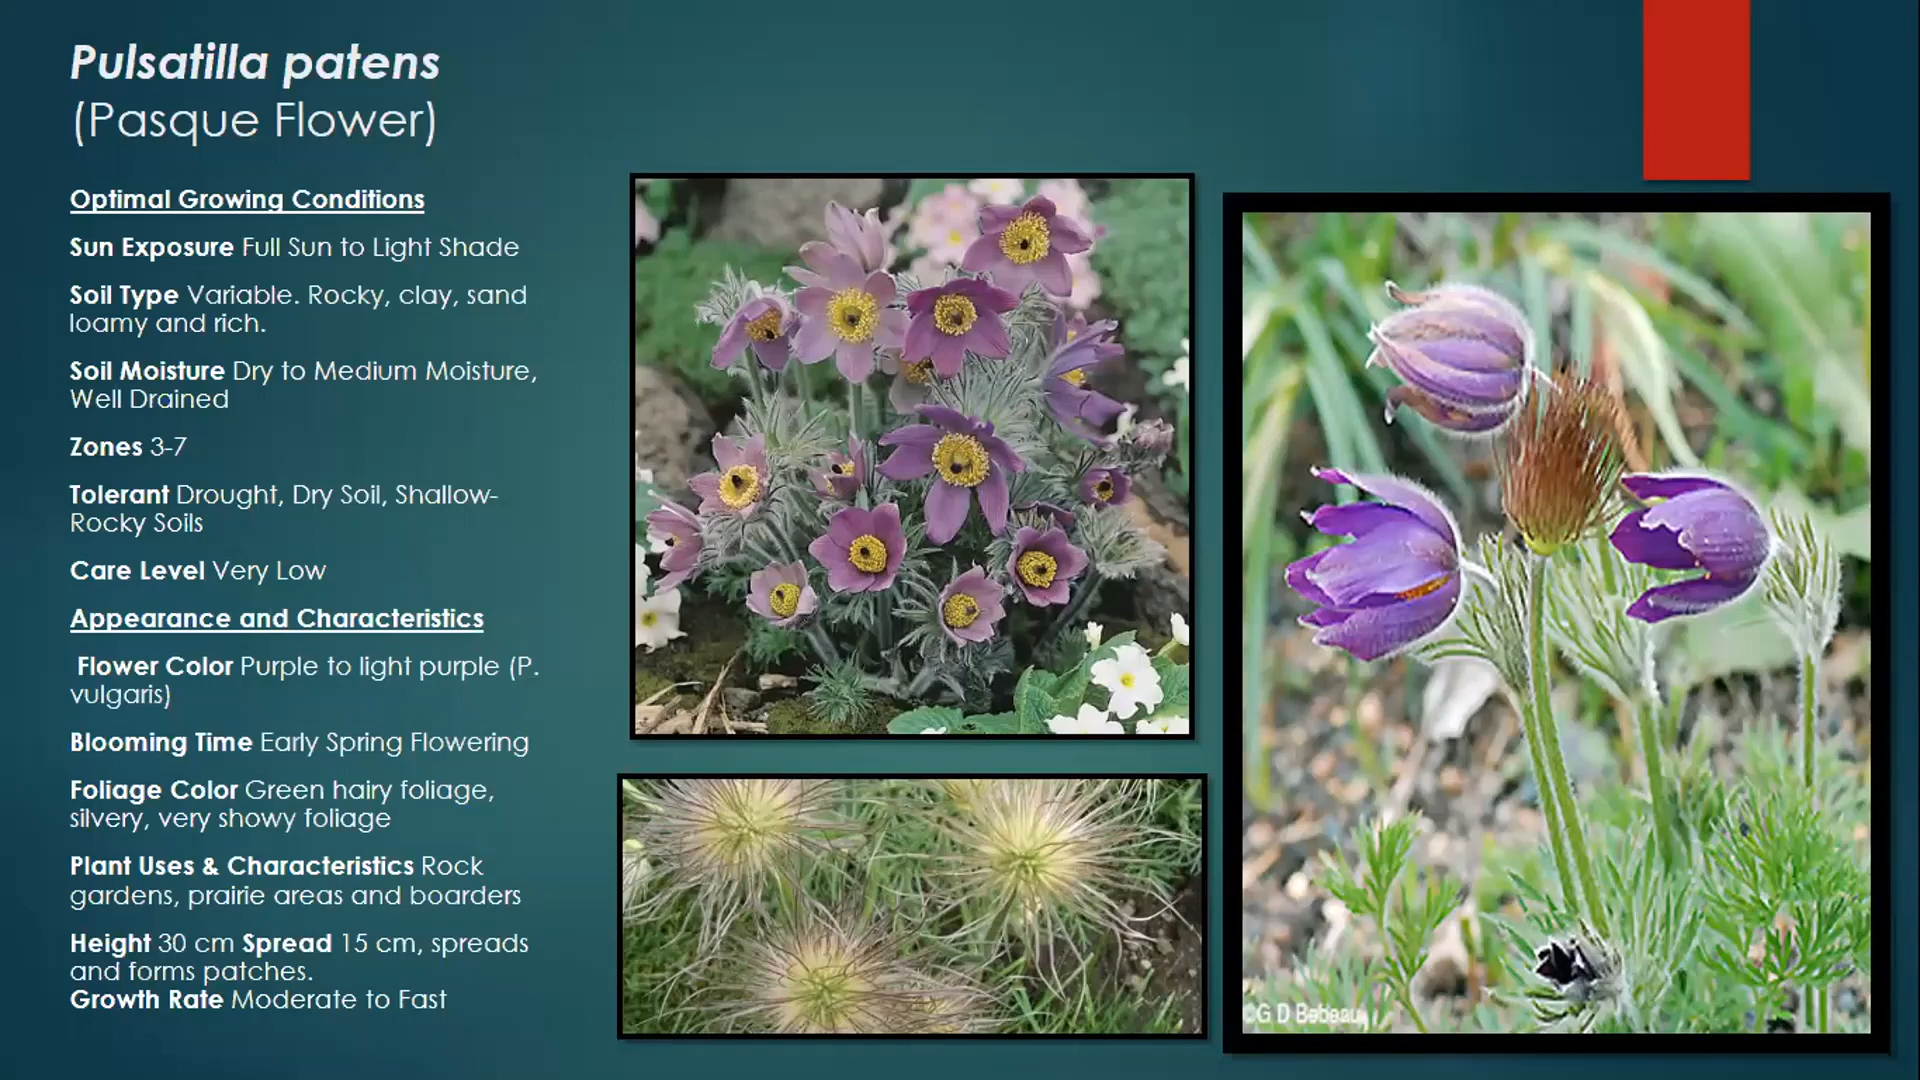 Pulsatilla patens
(Pasque Flower)
Optimal Growing Conditions
Sun Exposure Full Sun to Light Shade
Soil Type Variable. Rocky, clay, sand
loamy and rich.
Soil Moisture Dry to Medium Moisture,
Well Drained
Zones 3-7
Tolerant Drought, Dry Soil, Shallow-
Rocky Soils
Care Level Very Low
Appearance and Characteristics
Flower Color Purple to light purple (P.
vulgaris)
Blooming Time Early Spring Flowering
Foliage Color Green hairy foliage,
silvery, very showy foliage
Plant Uses & Characteristics Rock
gardens, prairie areas and boarders
Height 30 cm Spread 15 cm, spreads
and forms patches.
Growth Rate Moderate to Fast
©G D Bebeau